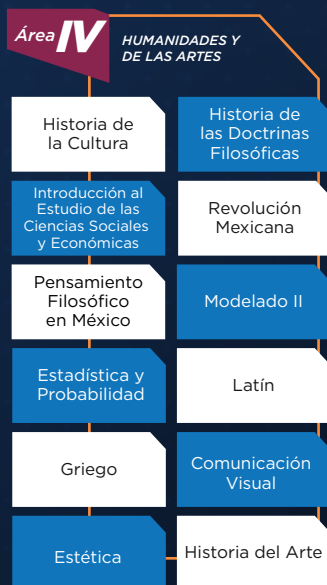 Área IV
HUMANIDADES Y
DE LAS ARTES
Historia de
la Cultura
Historia de
las Doctrinas
Filosóficas
Introducción al
Estudio de las
Ciencias Sociales
y Económicas
Revolución
Mexicana
Pensamiento
Filosófico
en México
Modelado II
Estadística y
Probabilidad
Latín
Griego
Comunicación
Visual
Estética
Historia del Arte